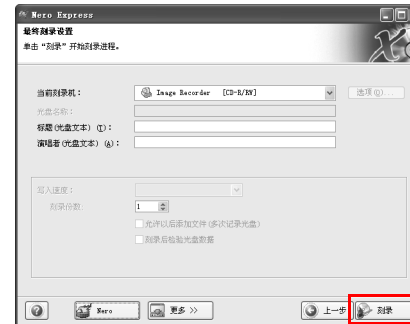 Nero Express
最终刻录设置
单击“刻录”开始刻录进程。
当前刻录机：
Image Recorder [CD-R/RW]
选项(O)...
光盘名称：
标题(光盘文本)(T)：
演唱者(光盘文本)(A)：
写入速度：
刻录份数：
1
允许以后添加文件(多次记录光盘)
刻录后检验光盘数据
Nero
更多 >>
上一步
刻录